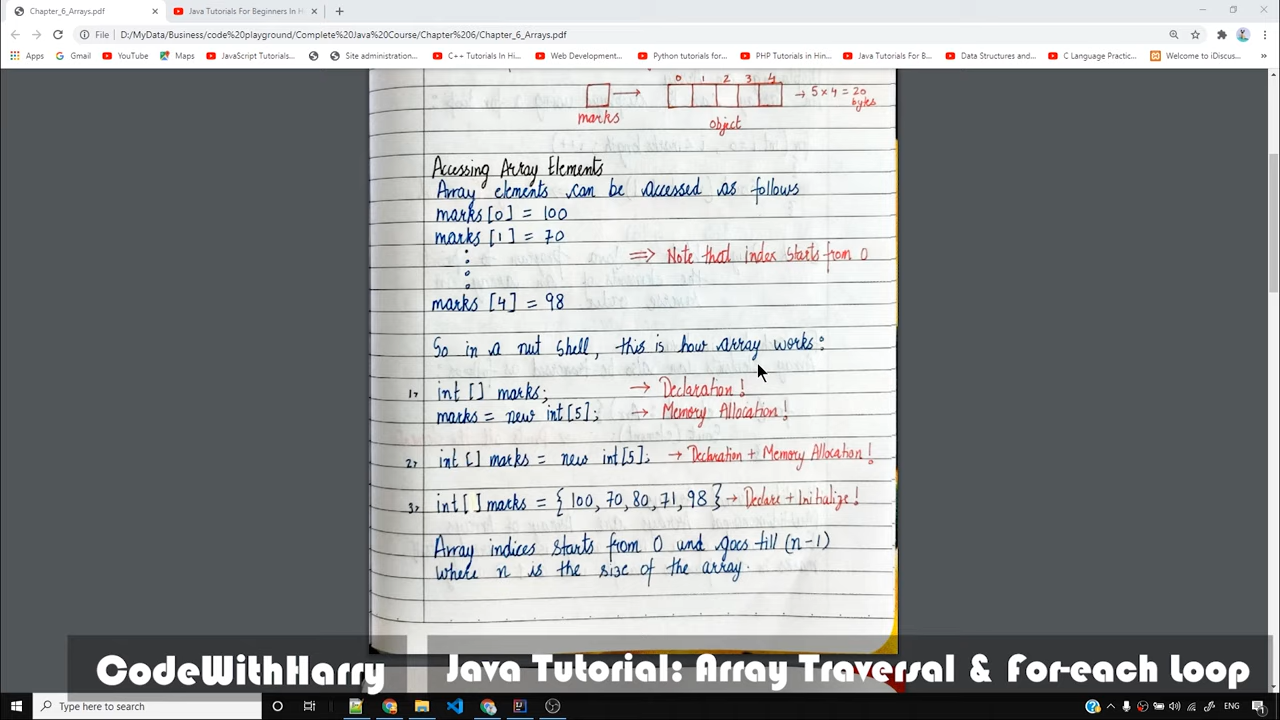 Chapter_6_Arrays.pdf
Java Tutorials For Beginners In H
File
D:/MyData/Business/code%20playground/Complete%20Java%20Course/Chapter%206/Chapter_6_Arrays.pdf
Apps Gmail YouTube Maps JavaScript Tutorials... Site administration... C++ Tutorials In Hi... Web Development... Python tutorials for... PHP Tutorials in Hi... Java Tutorials For B... Data Structures and... C Language Practic... Welcome to iDiscus...
0 1 2 3 4
→ 5 x 4 = 20 bytes
marks
object
Accessing Array Elements
Array elements can be accessed as follows
marks [0] = 100
marks [1] = 70
⇒ Note that index starts from 0
marks [4] = 98
So in a nut shell, this is how array works:
1, int [] marks; → Declaration!
marks = new int[5]; → Memory Allocation!
2, int [] marks = new int[5]; → Declaration + Memory Allocation!
3, int [] marks = { 100, 70, 80, 71, 98 } → Declare + Initialize!
Array indices starts from 0 and goes till (n-1)
where n is the size of the array.
CodeWithHarry
Java Tutorial: Array Traversal & For-each Loop
Type here to search
ENG